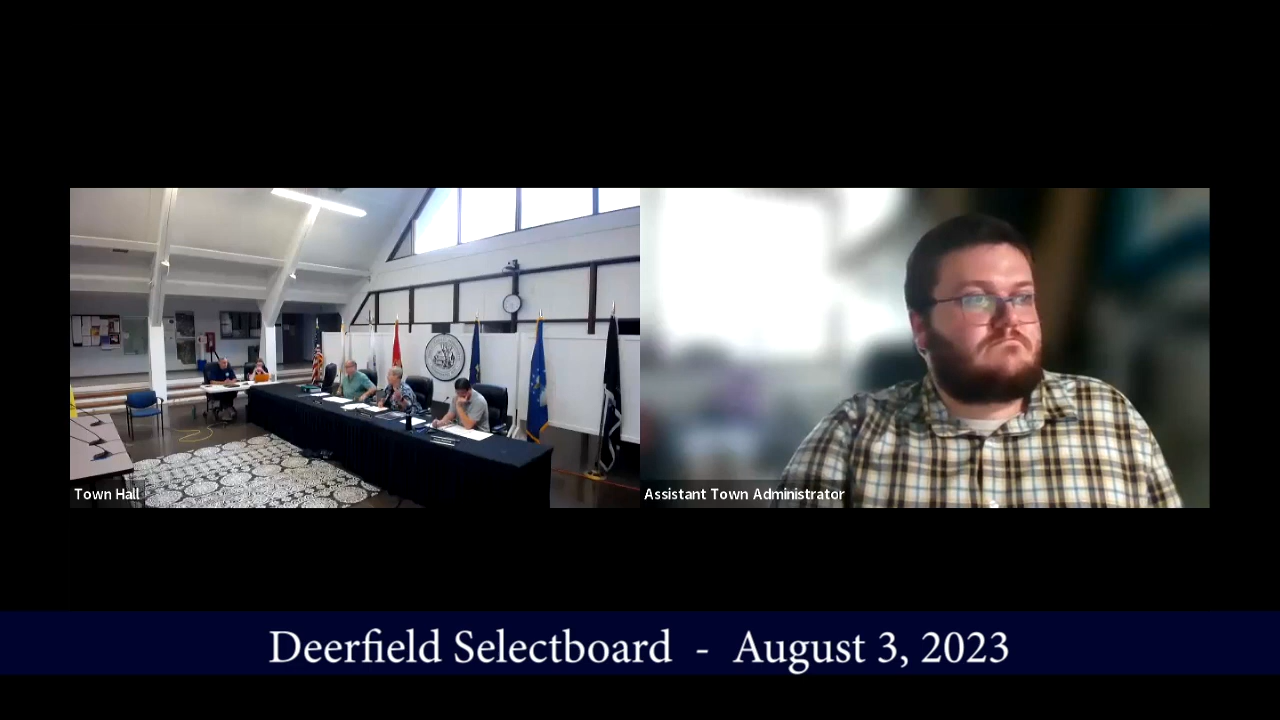 Town Hall
Assistant Town Administrator
Deerfield Selectboard - August 3, 2023